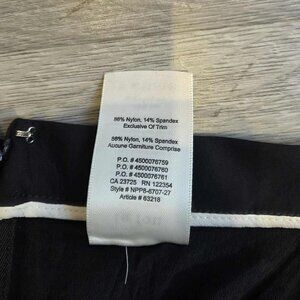 86% Nylon, 14% Spandex
Exclusive Of Trim
86% Nylon, 14% Spandex
Aucune Garniture Comprise
P.O. # 4500076759
P.O. # 4500076760
P.O. # 4500076761
CA 23725 RN 122354
Style # NPP8-6707-27
Article # 63218